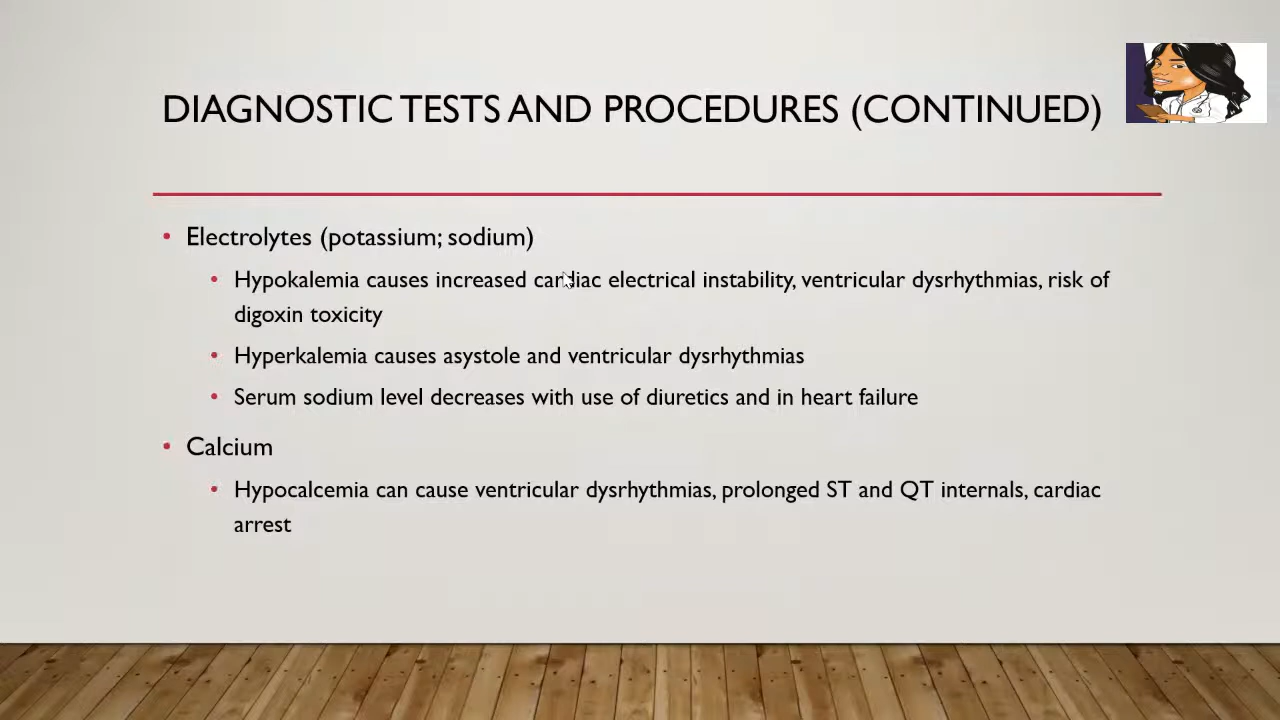 DIAGNOSTIC TESTS AND PROCEDURES (CONTINUED)
• Electrolytes (potassium; sodium)
• Hypokalemia causes increased cardiac electrical instability, ventricular dysrhythmias, risk of
digoxin toxicity
• Hyperkalemia causes asystole and ventricular dysrhythmias
• Serum sodium level decreases with use of diuretics and in heart failure
• Calcium
• Hypocalcemia can cause ventricular dysrhythmias, prolonged ST and QT internals, cardiac
arrest